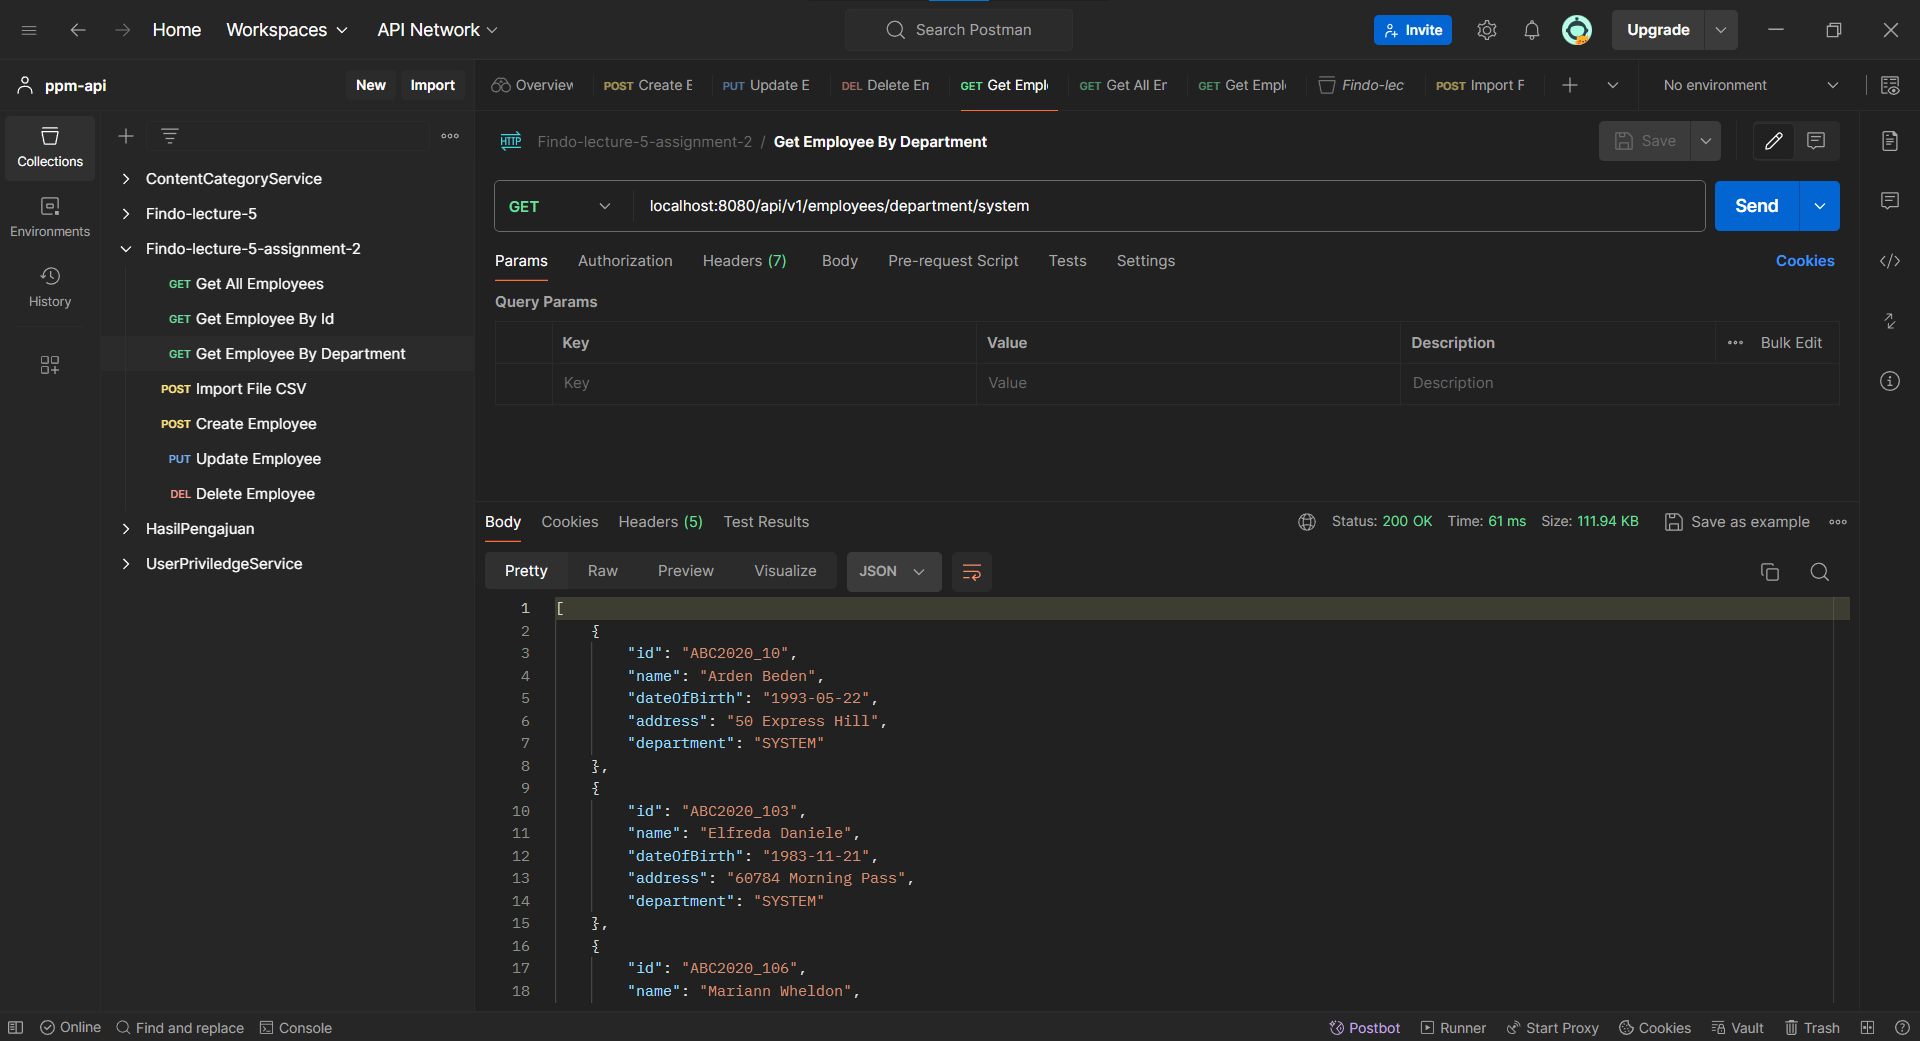 Home Workspaces API Network Search Postman Invite Upgrade
ppm-api New Import
Overview POST Create E PUT Update E DEL Delete Em GET Get Empl GET Get All Em GET Get Empl Findo-lec POST Import F No environment
Collections
Environments
History
ContentCategoryService
Findo-lecture-5
Findo-lecture-5-assignment-2
GET Get All Employees
GET Get Employee By Id
GET Get Employee By Department
POST Import File CSV
POST Create Employee
PUT Update Employee
DEL Delete Employee
HasilPengajuan
UserPriviledgeService
HTTP Findo-lecture-5-assignment-2 / Get Employee By Department Save
GET localhost:8080/api/v1/employees/department/system Send
Params Authorization Headers (7) Body Pre-request Script Tests Settings Cookies
Query Params
Key Value Description Bulk Edit
Key Value Description
Body Cookies Headers (5) Test Results Status: 200 OK Time: 61 ms Size: 111.94 KB Save as example
Pretty Raw Preview Visualize JSON
1 [
2 {
3 "id": "ABC2020_10",
4 "name": "Arden Beden",
5 "dateOfBirth": "1993-05-22",
6 "address": "50 Express Hill",
7 "department": "SYSTEM"
8 },
9 {
10 "id": "ABC2020_103",
11 "name": "Elfreda Daniele",
12 "dateOfBirth": "1983-11-21",
13 "address": "60784 Morning Pass",
14 "department": "SYSTEM"
15 },
16 {
17 "id": "ABC2020_106",
18 "name": "Mariann Wheldon",
Online Find and replace Console Postbot Runner Start Proxy Cookies Vault Trash